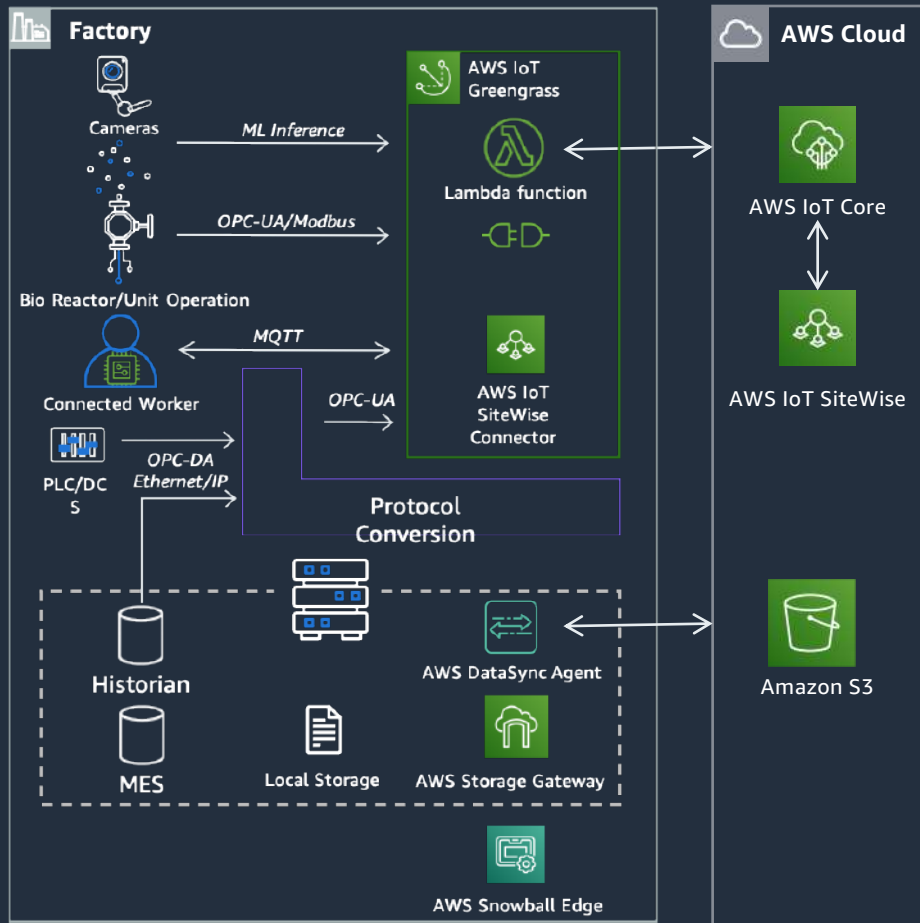 Factory
AWS Cloud
AWS IoT
Greengrass
Cameras
ML Inference
Lambda function
AWS IoT Core
OPC-UA/Modbus
Bio Reactor/Unit Operation
MQTT
Connected Worker
OPC-UA
AWS IoT
SiteWise
Connector
AWS IoT SiteWise
PLC/DC
S
OPC-DA
Ethernet/IP
Protocol
Conversion
Historian
AWS DataSync Agent
Amazon S3
MES
Local Storage
AWS Storage Gateway
AWS Snowball Edge